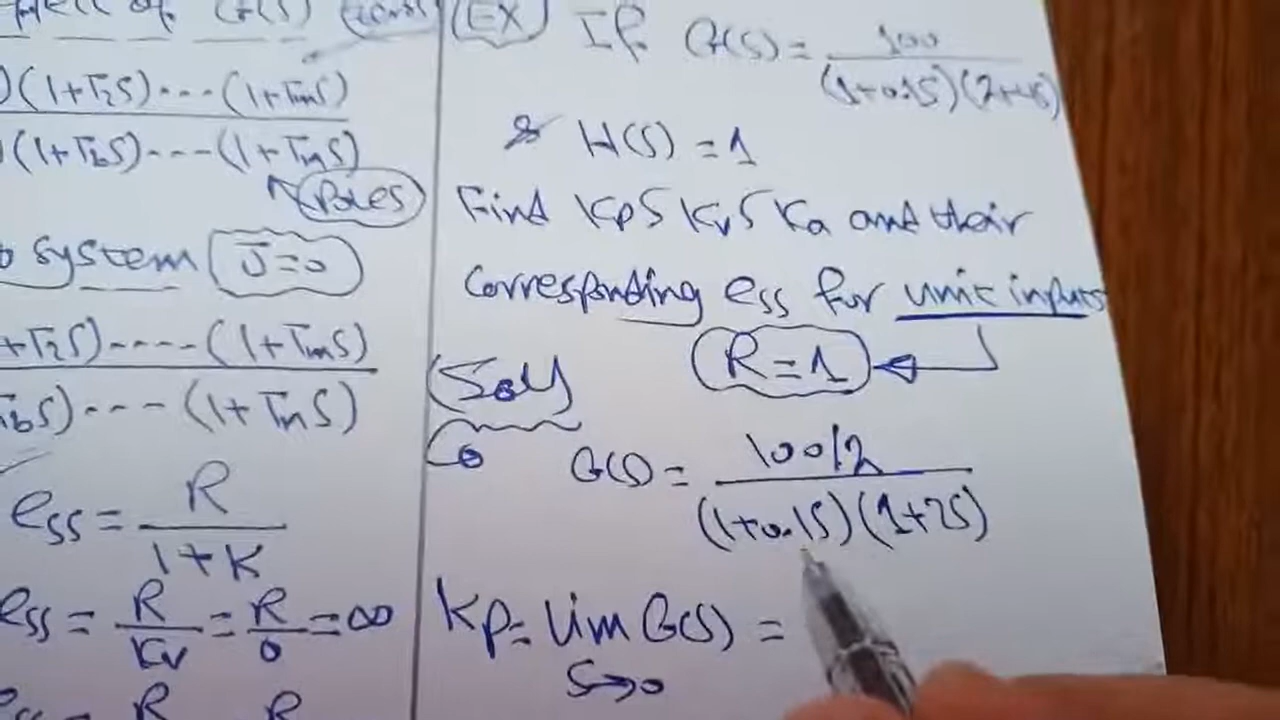 of G(s)
)(1+T2S)---(1+TmS)
)(1+TbS)---(1+TnS)
Poles
System J=0
+T2S)----(1+TmS)
TbS)---(1+TnS)
ess = R
1+K
ess = R = R = ∞
Kv 0
R R
(EX) IF G(S) = 100
(1+0.1S)(2+4S)
& H(S) = 1
Find Kp, Kv, Ka and their
Corresponding ess for unit inputs
R=1
Sol
G(S) = 100/2
(1+0.1S)(1+2S)
Kp = lim G(S) =
S→0